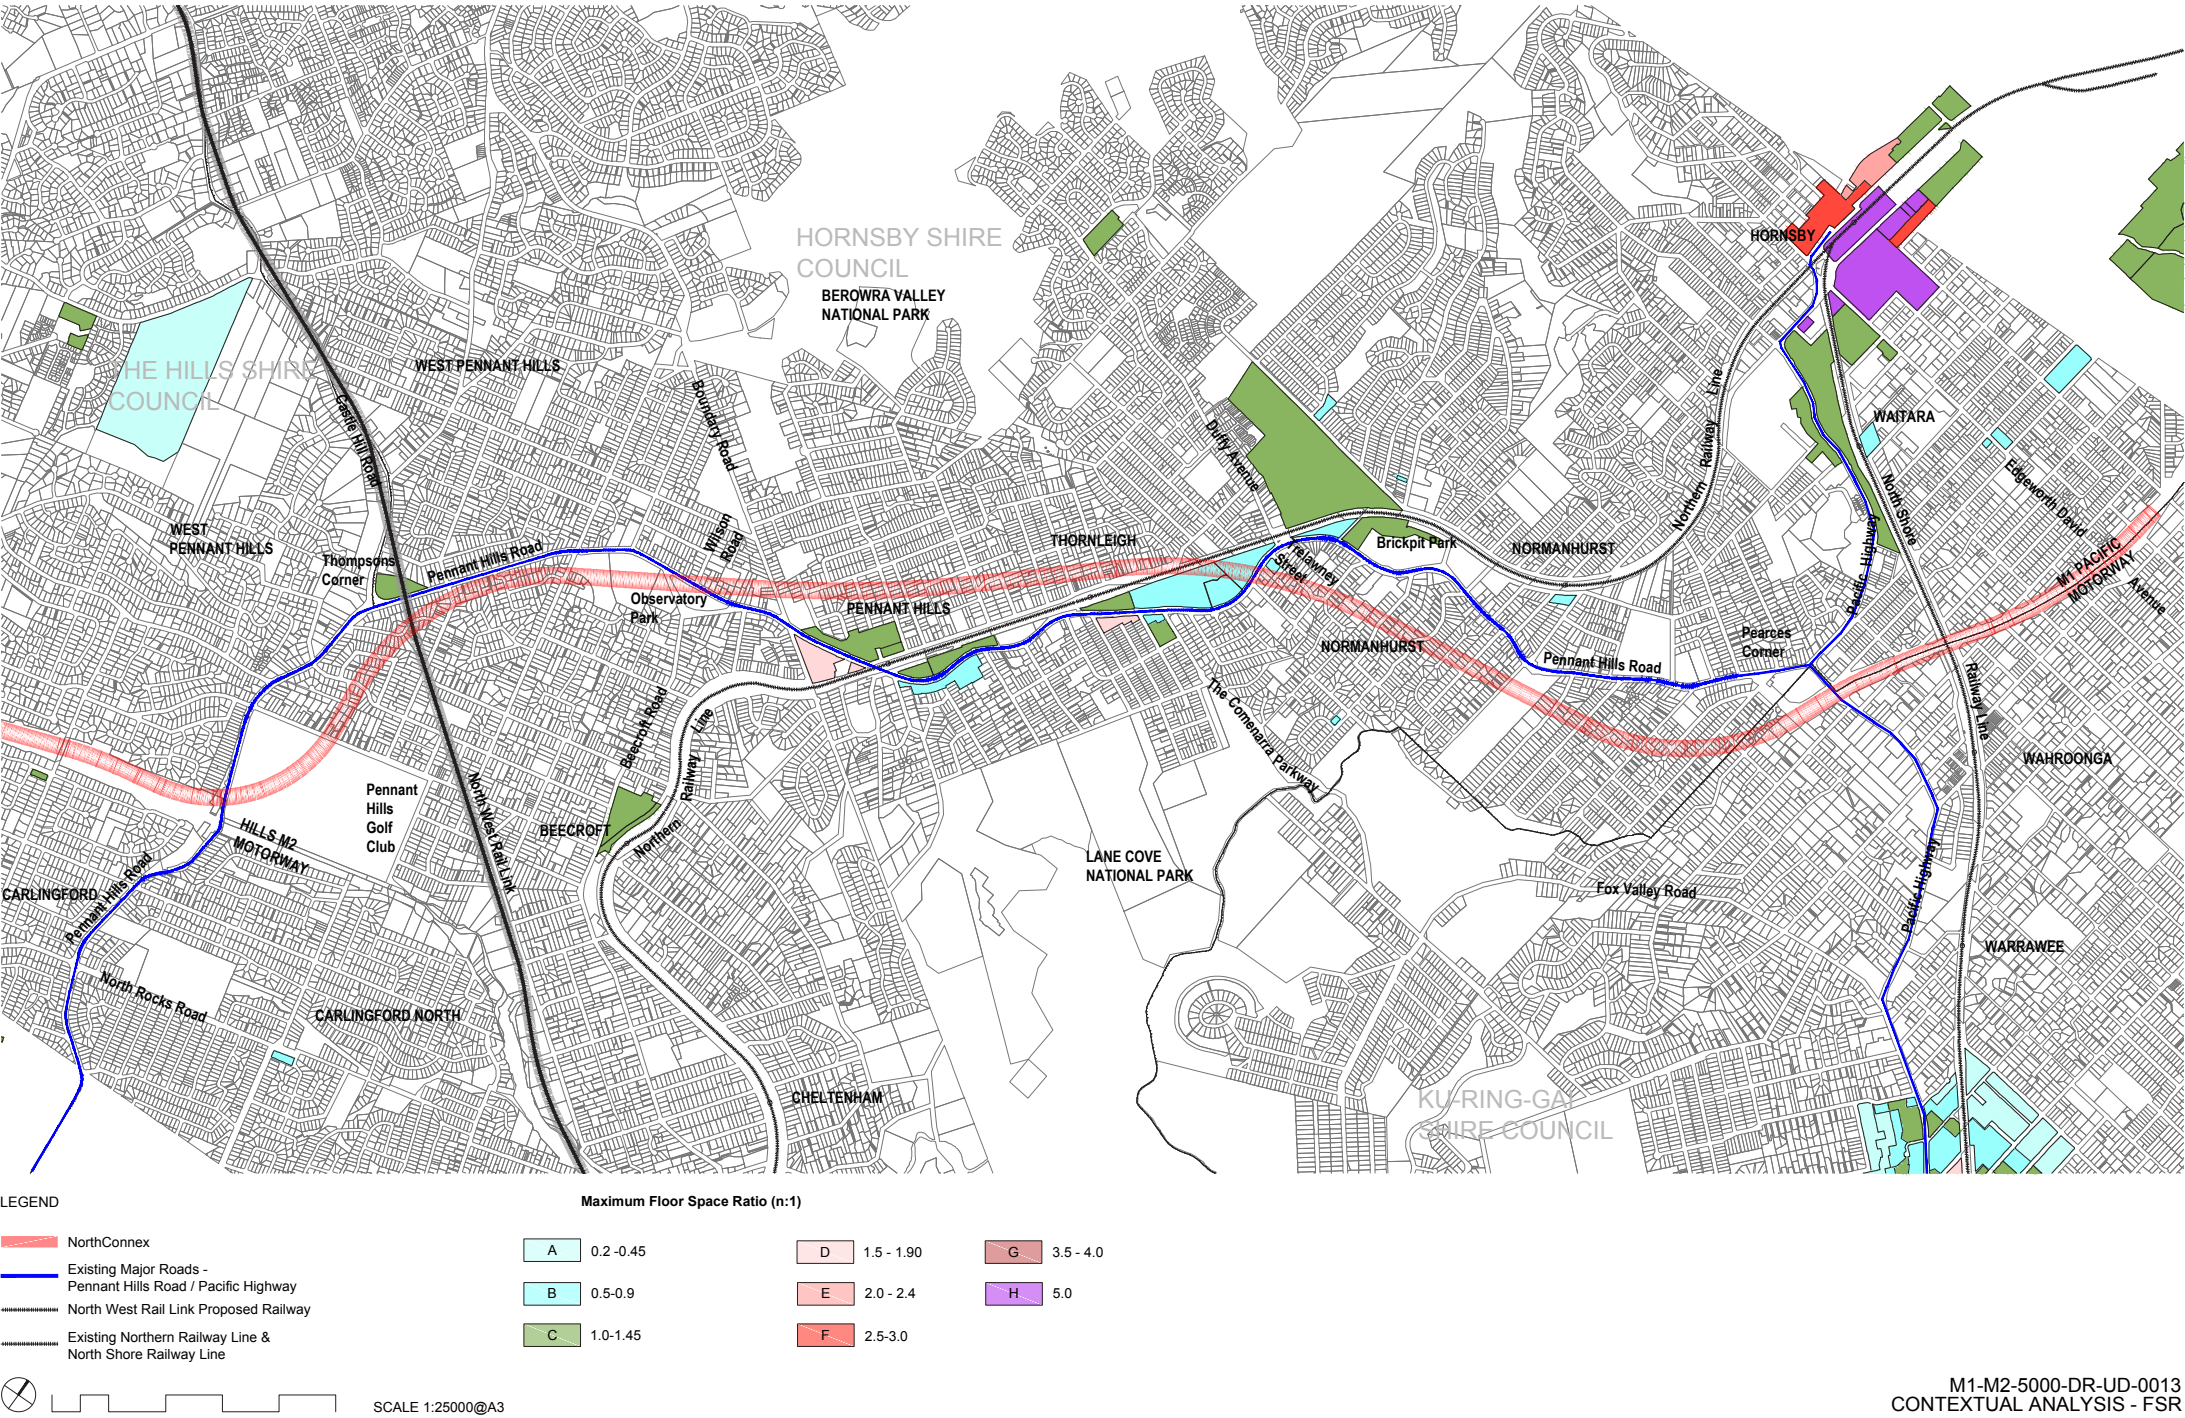 HORNSBY SHIRE
COUNCIL
BEROWRA VALLEY
NATIONAL PARK
HORNSBY
THE HILLS SHIRE
COUNCIL
WEST PENNANT HILLS
Castle Hill Road
Boundary Road
Duffy Avenue
Northern Railway Line
WAITARA
North Shore
Edgeworth David
WEST
PENNANT HILLS
Thompsons
Corner
Pennant Hills Road
Wilson
Road
THORNLEIGH
Trelawney
Street
Brickpit Park
NORMANHURST
Pacific Highway
M1 PACIFIC
MOTORWAY
Avenue
Observatory
Park
PENNANT HILLS
NORMANHURST
Pearces
Corner
Pennant Hills Road
Railway Line
The Comenarra Parkway
Beecroft Road
Line
Railway
Northern
WAHROONGA
Pennant
Hills
Golf
Club
North West Rail Link
BEECROFT
HILLS M2
MOTORWAY
Pennant Hills Road
CARLINGFORD
LANE COVE
NATIONAL PARK
Fox Valley Road
Pacific Highway
WARRAWEE
North Rocks Road
CARLINGFORD NORTH
CHELTENHAM
KU-RING-GAI
SHIRE COUNCIL
LEGEND
NorthConnex
Existing Major Roads -
Pennant Hills Road / Pacific Highway
North West Rail Link Proposed Railway
Existing Northern Railway Line &
North Shore Railway Line
Maximum Floor Space Ratio (n:1)
A 0.2 -0.45
B 0.5-0.9
C 1.0-1.45
D 1.5 - 1.90
E 2.0 - 2.4
F 2.5-3.0
G 3.5 - 4.0
H 5.0
SCALE 1:25000@A3
M1-M2-5000-DR-UD-0013
CONTEXTUAL ANALYSIS - FSR